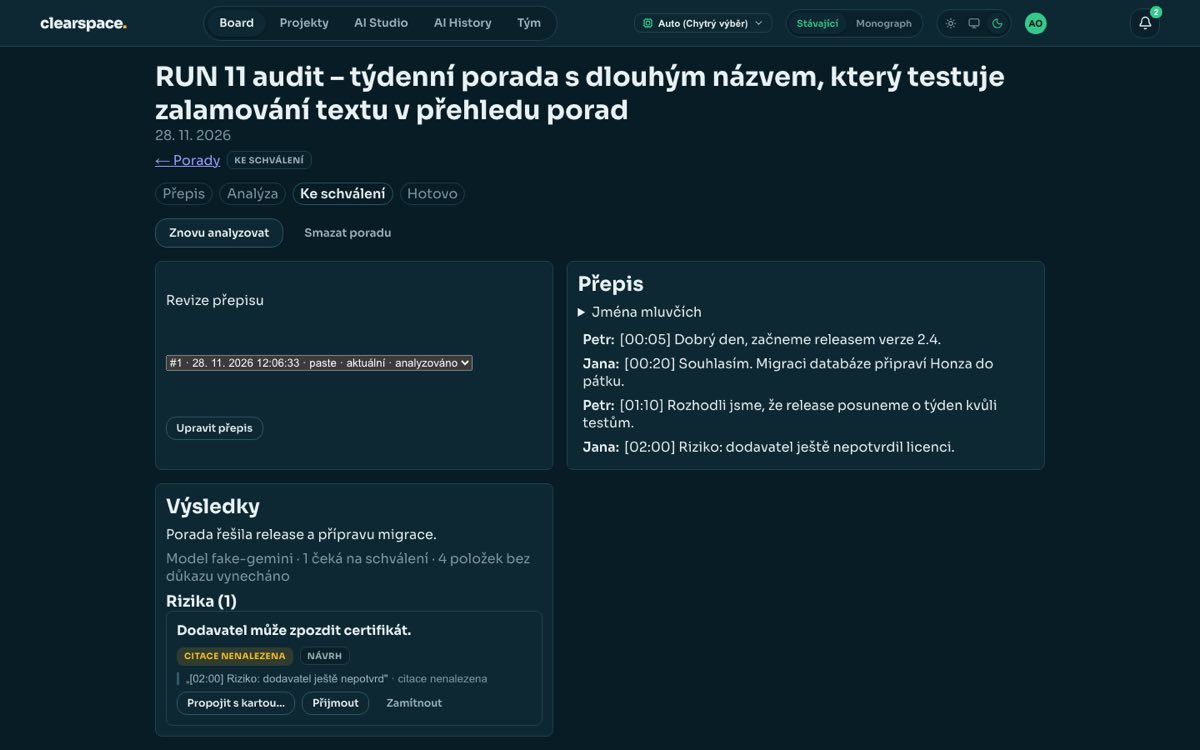 clearspace.
Board Projekty AI Studio AI History Tým
Auto (Chytrý výběr)
Stávající Monograph
AO
2
RUN 11 audit – týdenní porada s dlouhým názvem, který testuje
zalamování textu v přehledu porad
28. 11. 2026
← Porady KE SCHVÁLENÍ
Přepis Analýza Ke schválení Hotovo
Znovu analyzovat Smazat poradu
Revize přepisu
#1 · 28. 11. 2026 12:06:33 · paste · aktuální · analyzováno
Upravit přepis
Přepis
▶ Jména mluvčích
Petr: [00:05] Dobrý den, začneme releasem verze 2.4.
Jana: [00:20] Souhlasím. Migraci databáze připraví Honza do
pátku.
Petr: [01:10] Rozhodli jsme, že release posuneme o týden kvůli
testům.
Jana: [02:00] Riziko: dodavatel ještě nepotvrdil licenci.
Výsledky
Porada řešila release a přípravu migrace.
Model fake-gemini · 1 čeká na schválení · 4 položek bez
důkazu vynecháno
Rizika (1)
Dodavatel může zpozdit certifikát.
CITACE NENALEZENA NÁVRH
„[02:00] Riziko: dodavatel ještě nepotvrd" · citace nenalezena
Propojit s kartou… Přijmout Zamítnout